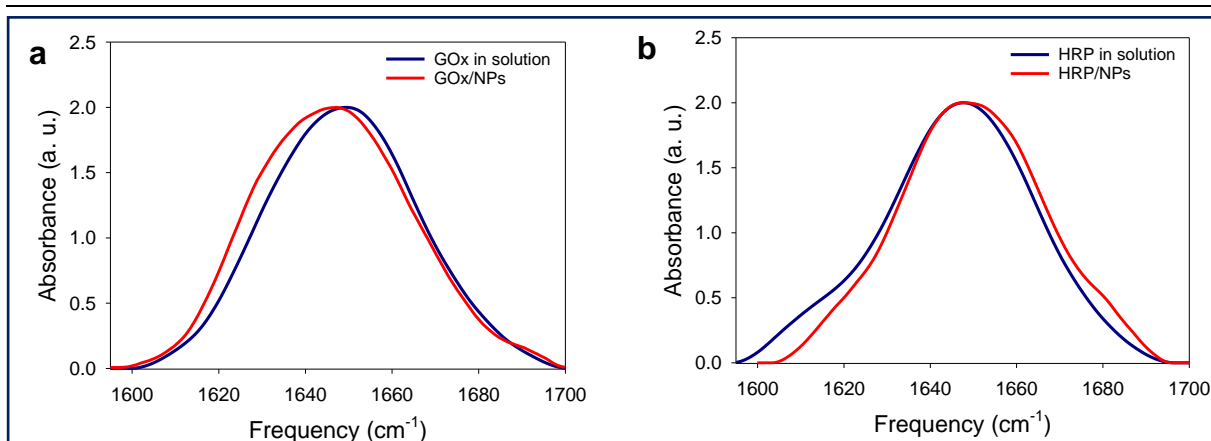 a
GOx in solution
GOx/NPs
2.5
2.0
1.5
1.0
0.5
0.0
Absorbance (a. u.)
1600 1620 1640 1660 1680 1700
Frequency (cm⁻¹)
b
HRP in solution
HRP/NPs
2.5
2.0
1.5
1.0
0.5
0.0
Absorbance (a. u.)
1600 1620 1640 1660 1680 1700
Frequency (cm⁻¹)